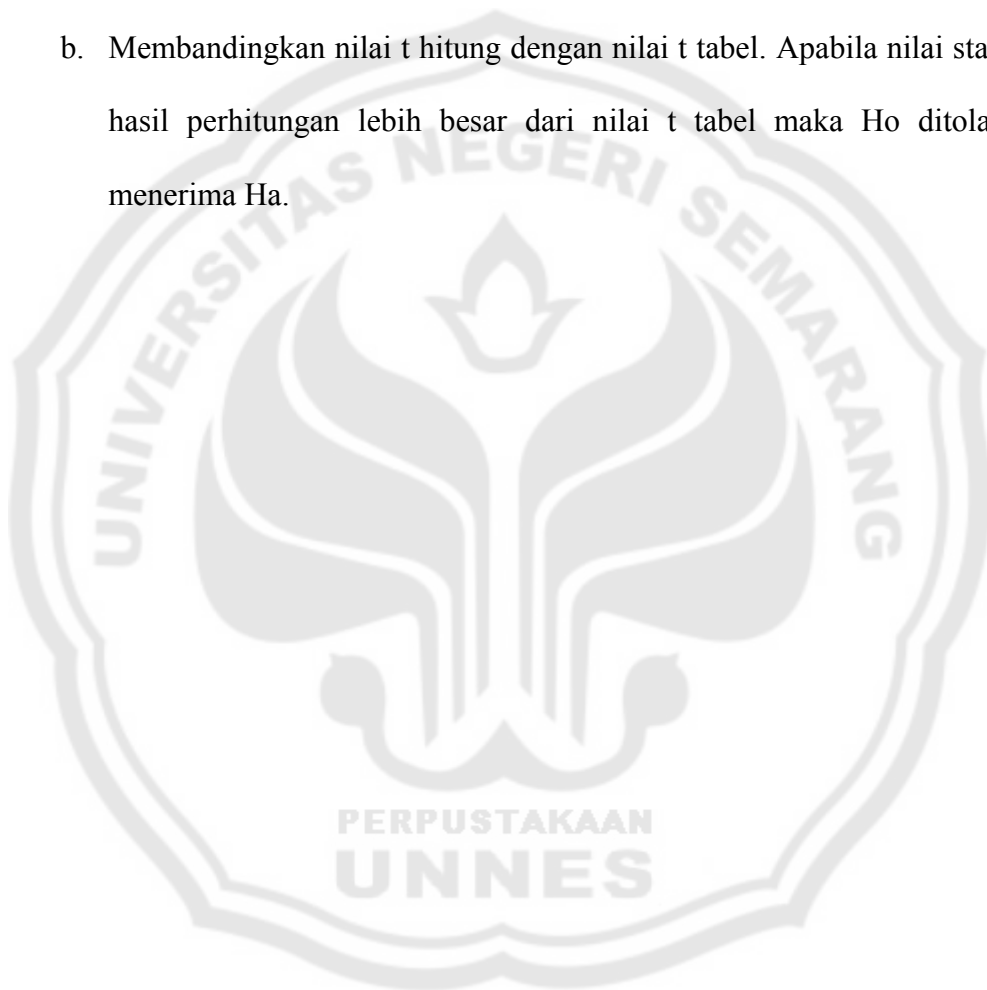 b. Membandingkan nilai t hitung dengan nilai t tabel. Apabila nilai sta
hasil perhitungan lebih besar dari nilai t tabel maka Ho ditola
menerima Ha.
UNIVERSITAS NEGERI SEMARANG
PERPUSTAKAAN
UNNES